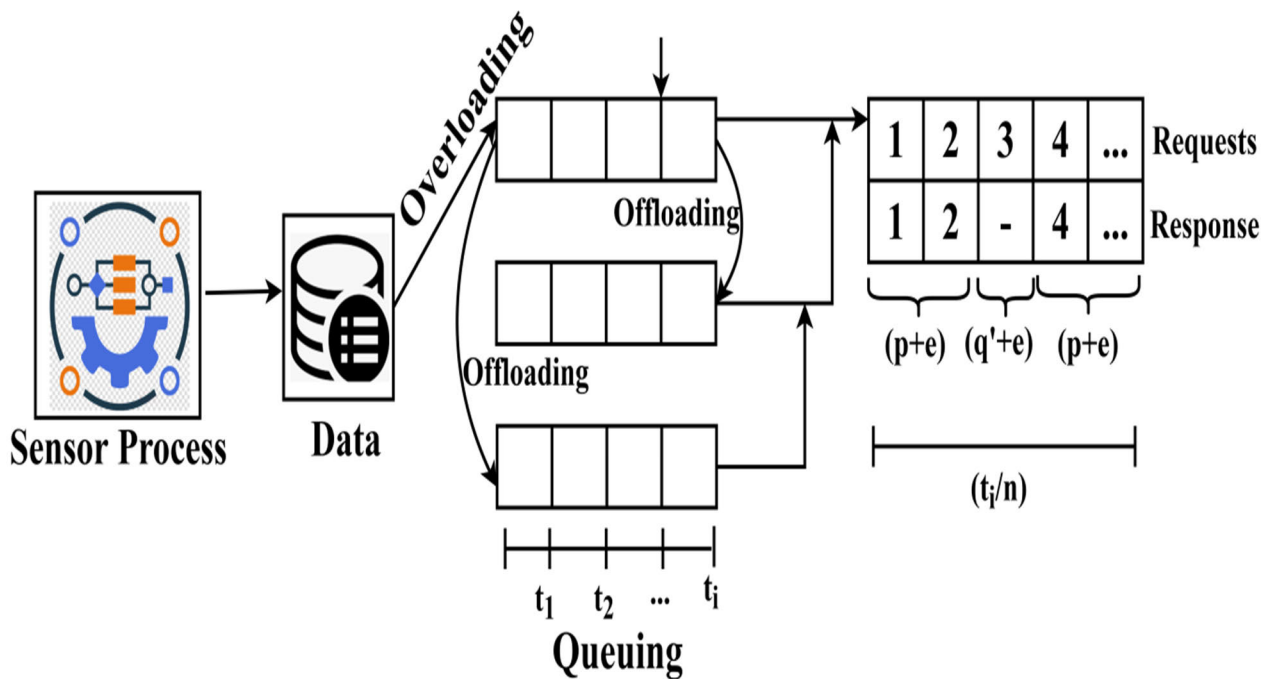 Sensor Process
Data
Overloading
Offloading
Offloading
t₁ t₂ ... tᵢ
Queuing
1 2 3 4 ... Requests
1 2 - 4 ... Response
(p+e) (q'+e) (p+e)
(tᵢ/n)